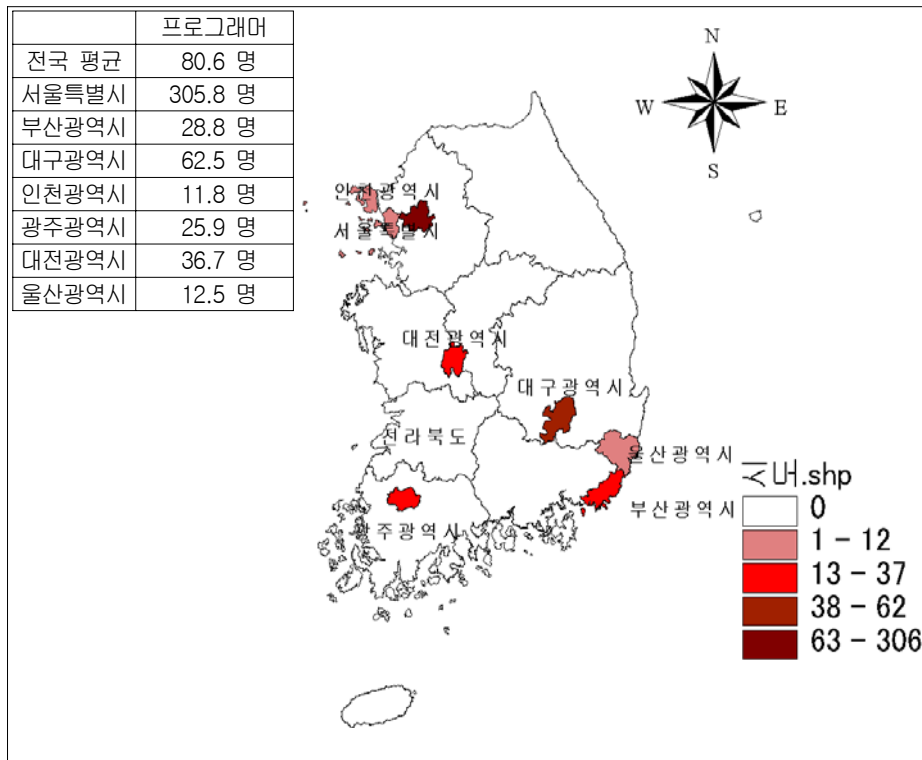 프로그래머
전국 평균 80.6 명
서울특별시 305.8 명
부산광역시 28.8 명
대구광역시 62.5 명
인천광역시 11.8 명
광주광역시 25.9 명
대전광역시 36.7 명
울산광역시 12.5 명
N
W E
S
인천광역시
서울특별시
대전광역시
대구광역시
전라북도
울산광역시
부산광역시
광주광역시
.shp
0
1 - 12
13 - 37
38 - 62
63 - 306